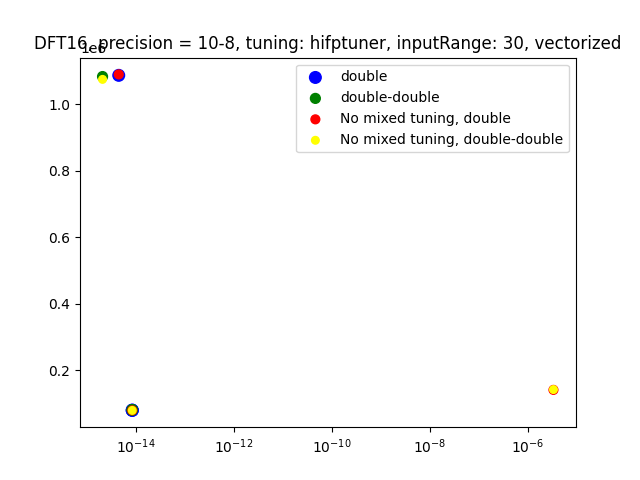 DFT16, precision = 10-8, tuning: hifptuner, inputRange: 30, vectorized
1e6
double
double-double
No mixed tuning, double
No mixed tuning, double-double
1.0
0.8
0.6
0.4
0.2
10⁻¹⁴ 10⁻¹² 10⁻¹⁰ 10⁻⁸ 10⁻⁶